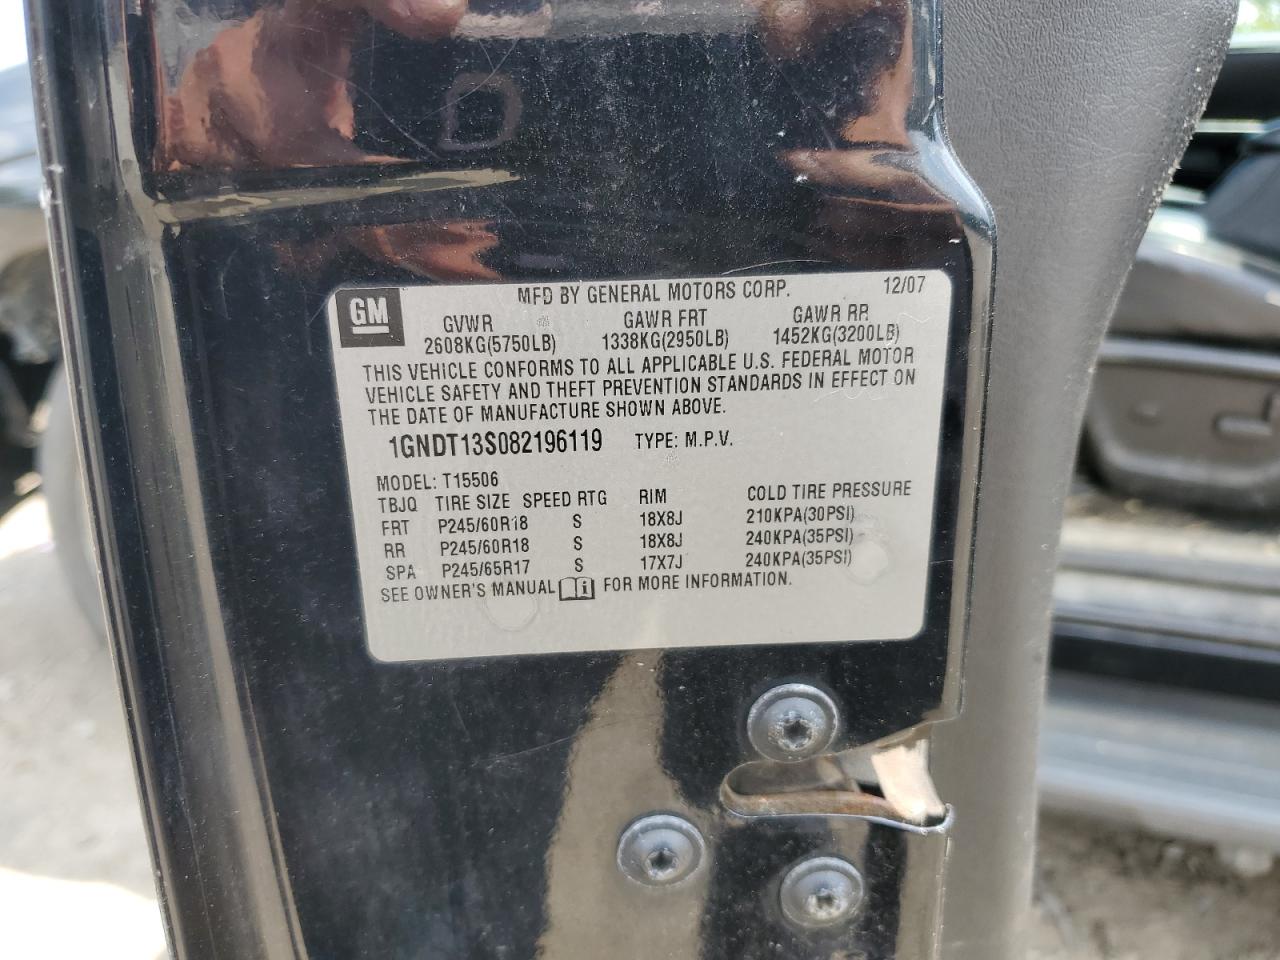 GM
MFD BY GENERAL MOTORS CORP. 12/07
GVWR GAWR FRT GAWR RR
2608KG(5750LB) 1338KG(2950LB) 1452KG(3200LB)
THIS VEHICLE CONFORMS TO ALL APPLICABLE U.S. FEDERAL MOTOR
VEHICLE SAFETY AND THEFT PREVENTION STANDARDS IN EFFECT ON
THE DATE OF MANUFACTURE SHOWN ABOVE.
1GNDT13S082196119 TYPE: M.P.V.
MODEL: T15506
TBJQ TIRE SIZE SPEED RTG RIM COLD TIRE PRESSURE
FRT P245/60R18 S 18X8J 210KPA(30PSI)
RR P245/60R18 S 18X8J 240KPA(35PSI)
SPA P245/65R17 S 17X7J 240KPA(35PSI)
SEE OWNER'S MANUAL i FOR MORE INFORMATION.